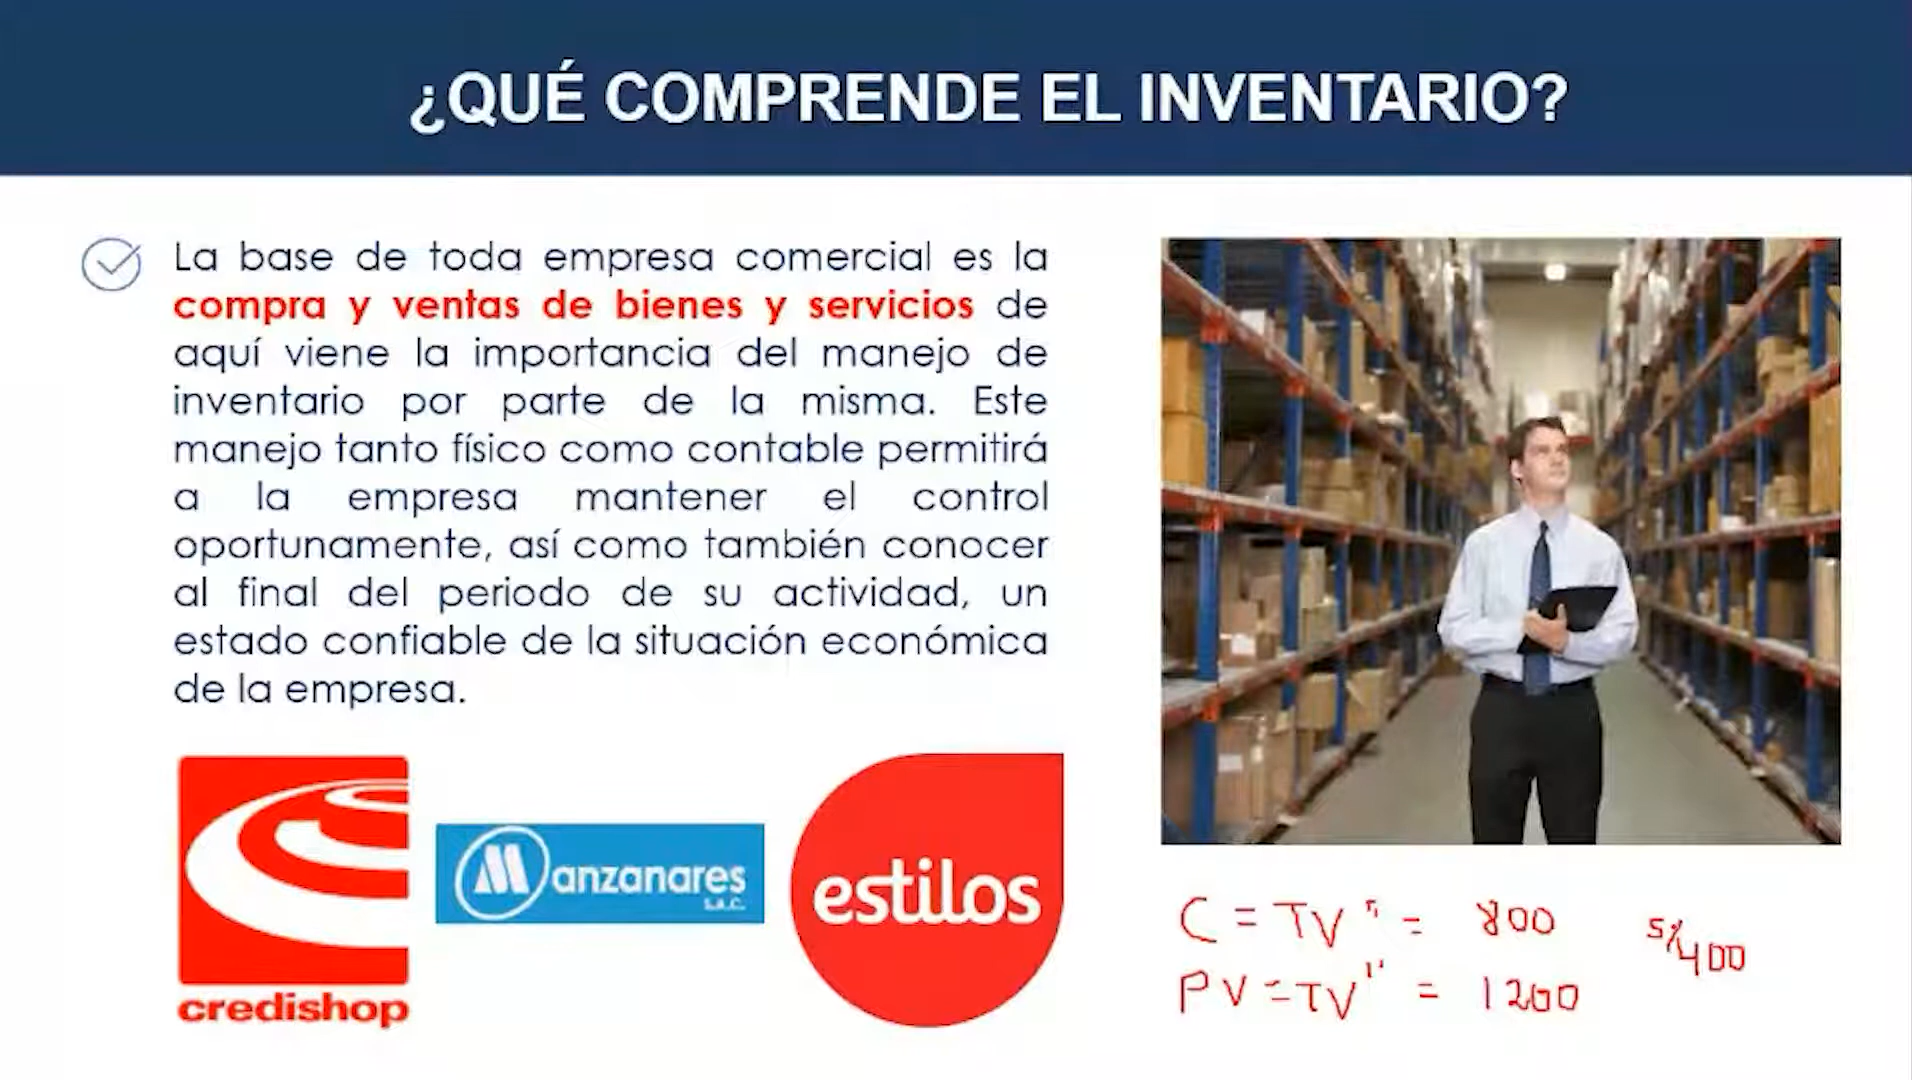 ¿QUÉ COMPRENDE EL INVENTARIO?
La base de toda empresa comercial es la
compra y ventas de bienes y servicios de
aquí viene la importancia del manejo de
inventario por parte de la misma. Este
manejo tanto físico como contable permitirá
a la empresa mantener el control
oportunamente, así como también conocer
al final del periodo de su actividad, un
estado confiable de la situación económica
de la empresa.
credishop
Manzanares
S.A.C.
estilos
C = TV " = 800
S/. 400
PV = TV " = 1200